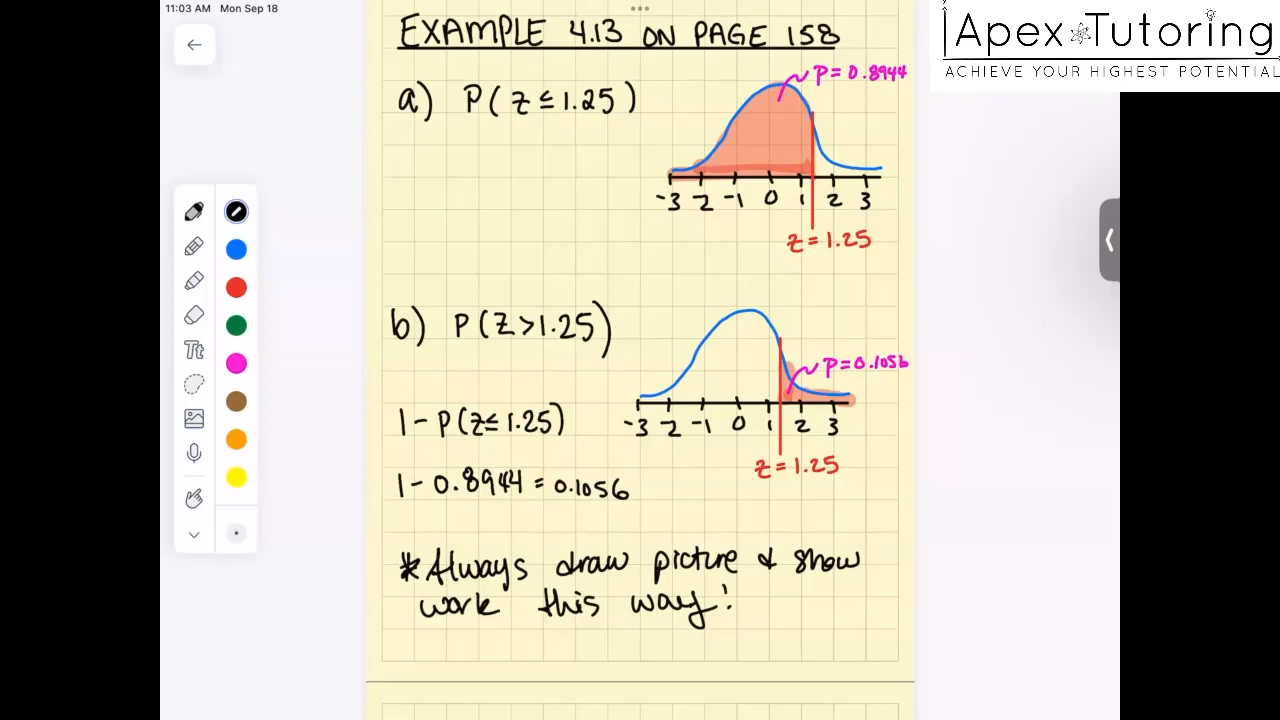 11:03 AM Mon Sep 18
Apex Tutoring
ACHIEVE YOUR HIGHEST POTENTIAL
EXAMPLE 4.13 ON PAGE 158
a) P(z ≤ 1.25)
P=0.8944
-3 -2 -1 0 1 2 3
z = 1.25
b) P(Z>1.25)
P=0.1056
1 - P(z≤ 1.25)
-3 -2 -1 0 1 2 3
z = 1.25
1 - 0.8944 = 0.1056
*Always draw picture & show
work this way!
Tt